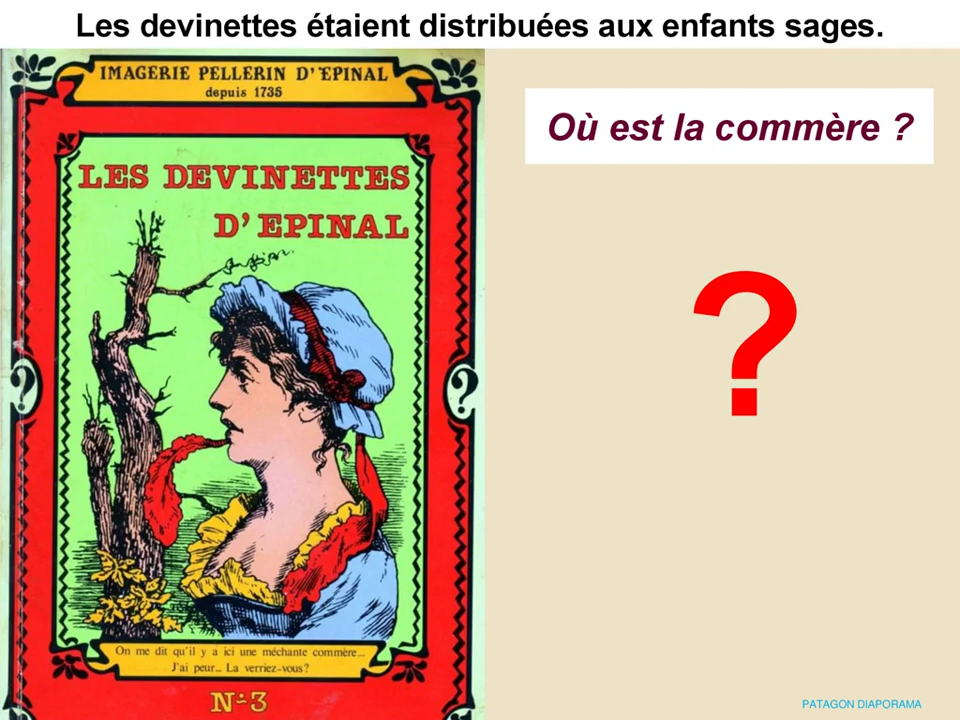 Les devinettes étaient distribuées aux enfants sages.
IMAGERIE PELLERIN D'EPINAL
depuis 1735
LES DEVINETTES
D'EPINAL
?
?
On me dit qu'il y a ici une méchante commère...
J'ai peur... La verriez-vous?
Nº 3
Où est la commère ?
?
PATAGON DIAPORAMA